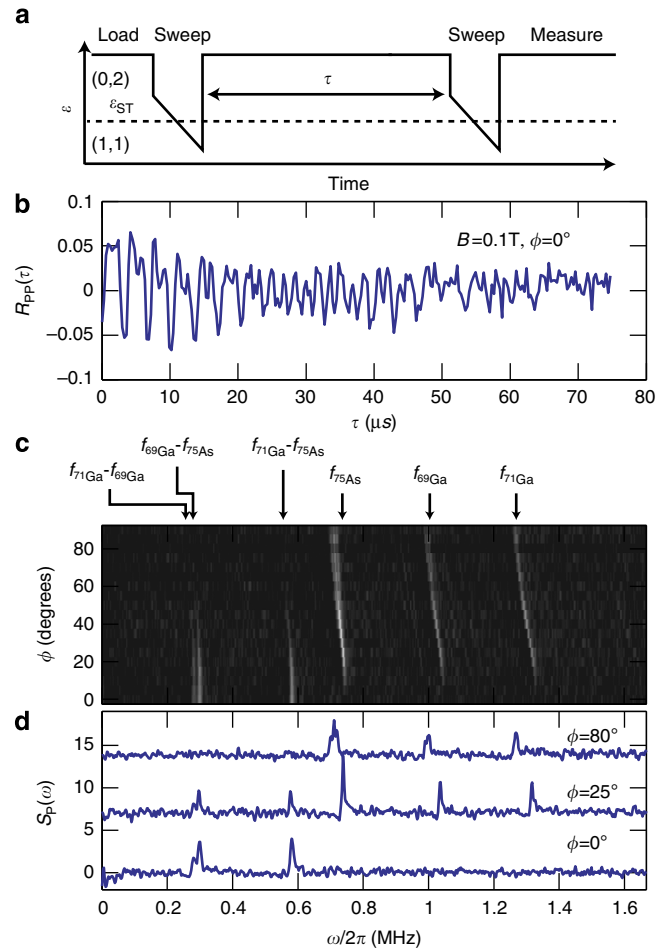 a
Load Sweep Sweep Measure
(0,2)
τ
ε
ε_ST
(1,1)
Time
b
0.1
B=0.1T, ϕ=0°
0.05
R_PP(τ)
0
−0.05
−0.1
0 10 20 30 40 50 60 70 80
τ (μs)
c
f_69Ga-f_75As f_71Ga-f_75As
f_71Ga-f_69Ga f_75As f_69Ga f_71Ga
80
60
ϕ (degrees)
40
20
0
d
15 ϕ=80°
10
S_P(ω)
ϕ=25°
5
ϕ=0°
0
0 0.2 0.4 0.6 0.8 1 1.2 1.4 1.6
ω/2π (MHz)